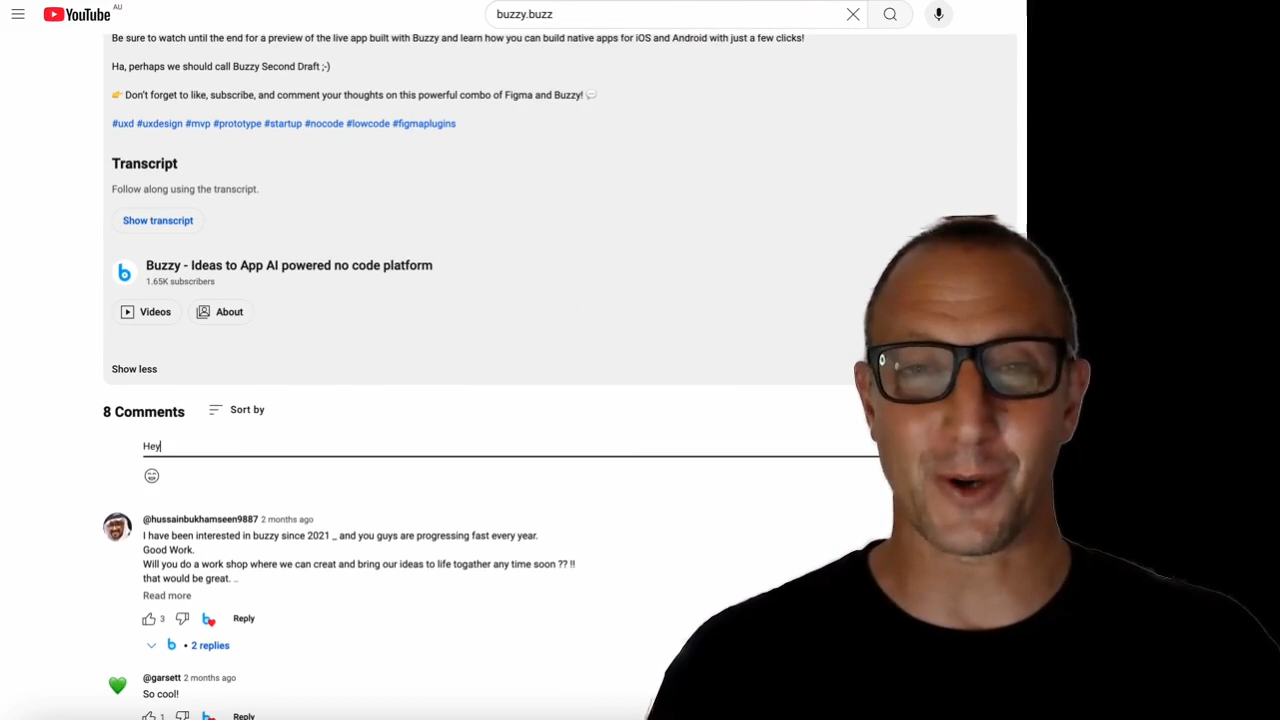 YouTube AU
buzzy.buzz
Be sure to watch until the end for a preview of the live app built with Buzzy and learn how you can build native apps for iOS and Android with just a few clicks!
Ha, perhaps we should call Buzzy Second Draft ;-)
👉 Don't forget to like, subscribe, and comment your thoughts on this powerful combo of Figma and Buzzy! 💬
#uxd #uxdesign #mvp #prototype #startup #nocode #lowcode #figmaplugins
Transcript
Follow along using the transcript.
Show transcript
Buzzy - Ideas to App AI powered no code platform
1.65K subscribers
Videos About
Show less
8 Comments Sort by
Hey
@hussainbukhamseen9887 2 months ago
I have been interested in buzzy since 2021 _ and you guys are progressing fast every year.
Good Work.
Will you do a work shop where we can creat and bring our ideas to life togather any time soon ?? !!
that would be great. ..
Read more
3 Reply
b • 2 replies
@garsett 2 months ago
So cool!
1 Reply